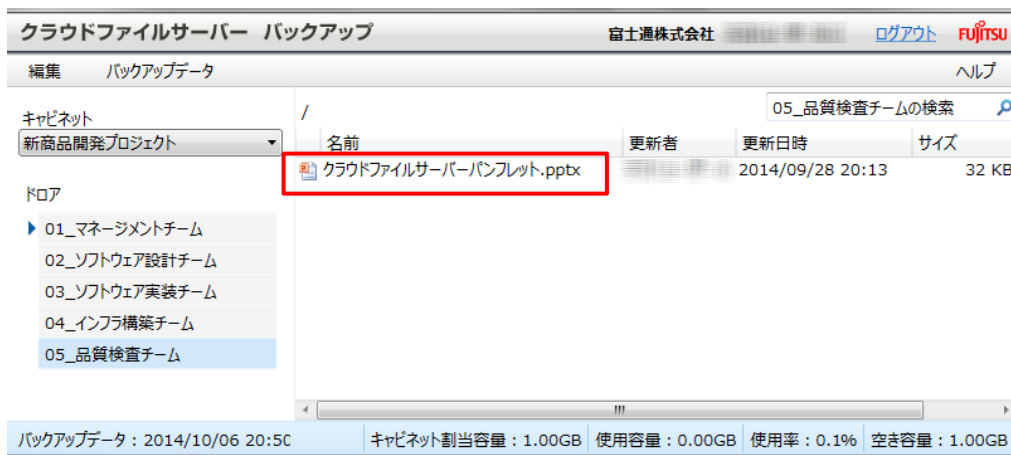 クラウドファイルサーバー バックアップ 富士通株式会社 ログアウト FUJITSU
編集 バックアップデータ ヘルプ
キャビネット
新商品開発プロジェクト
ドロア
01_マネージメントチーム
02_ソフトウェア設計チーム
03_ソフトウェア実装チーム
04_インフラ構築チーム
05_品質検査チーム
/ 05_品質検査チームの検索
名前 更新者 更新日時 サイズ
クラウドファイルサーバーパンフレット.pptx 2014/09/28 20:13 32 KB
バックアップデータ：2014/10/06 20:50 キャビネット割当容量：1.00GB 使用容量：0.00GB 使用率：0.1% 空き容量：1.00GB